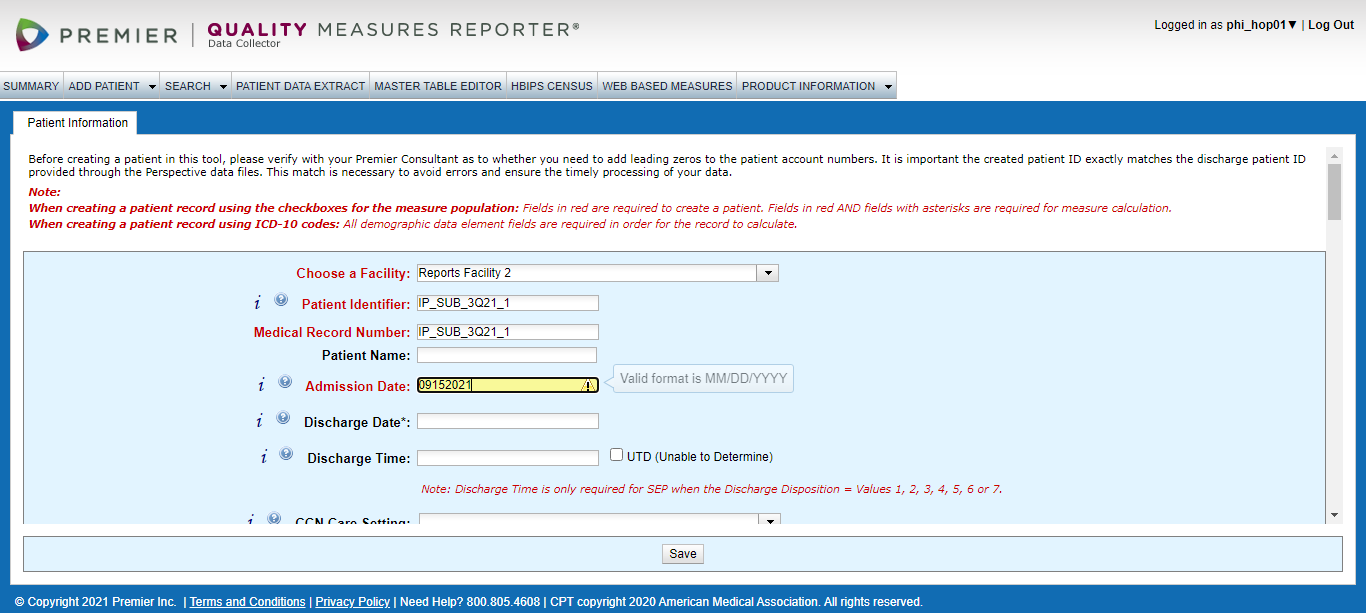 PREMIER QUALITY MEASURES REPORTER®
Data Collector
Logged in as phi_hop01▼ | Log Out
SUMMARY ADD PATIENT SEARCH PATIENT DATA EXTRACT MASTER TABLE EDITOR HBIPS CENSUS WEB BASED MEASURES PRODUCT INFORMATION
Patient Information
Before creating a patient in this tool, please verify with your Premier Consultant as to whether you need to add leading zeros to the patient account numbers. It is important the created patient ID exactly matches the discharge patient ID
provided through the Perspective data files. This match is necessary to avoid errors and ensure the timely processing of your data.
Note:
When creating a patient record using the checkboxes for the measure population: Fields in red are required to create a patient. Fields in red AND fields with asterisks are required for measure calculation.
When creating a patient record using ICD-10 codes: All demographic data element fields are required in order for the record to calculate.
Choose a Facility: Reports Facility 2
i ? Patient Identifier: IP_SUB_3Q21_1
Medical Record Number: IP_SUB_3Q21_1
Patient Name:
i ? Admission Date: 09152021 Valid format is MM/DD/YYYY
i ? Discharge Date*:
i ? Discharge Time: UTD (Unable to Determine)
Note: Discharge Time is only required for SEP when the Discharge Disposition = Values 1, 2, 3, 4, 5, 6 or 7.
i ? CCN Care Setting:
Save
© Copyright 2021 Premier Inc. | Terms and Conditions | Privacy Policy | Need Help? 800.805.4608 | CPT copyright 2020 American Medical Association. All rights reserved.